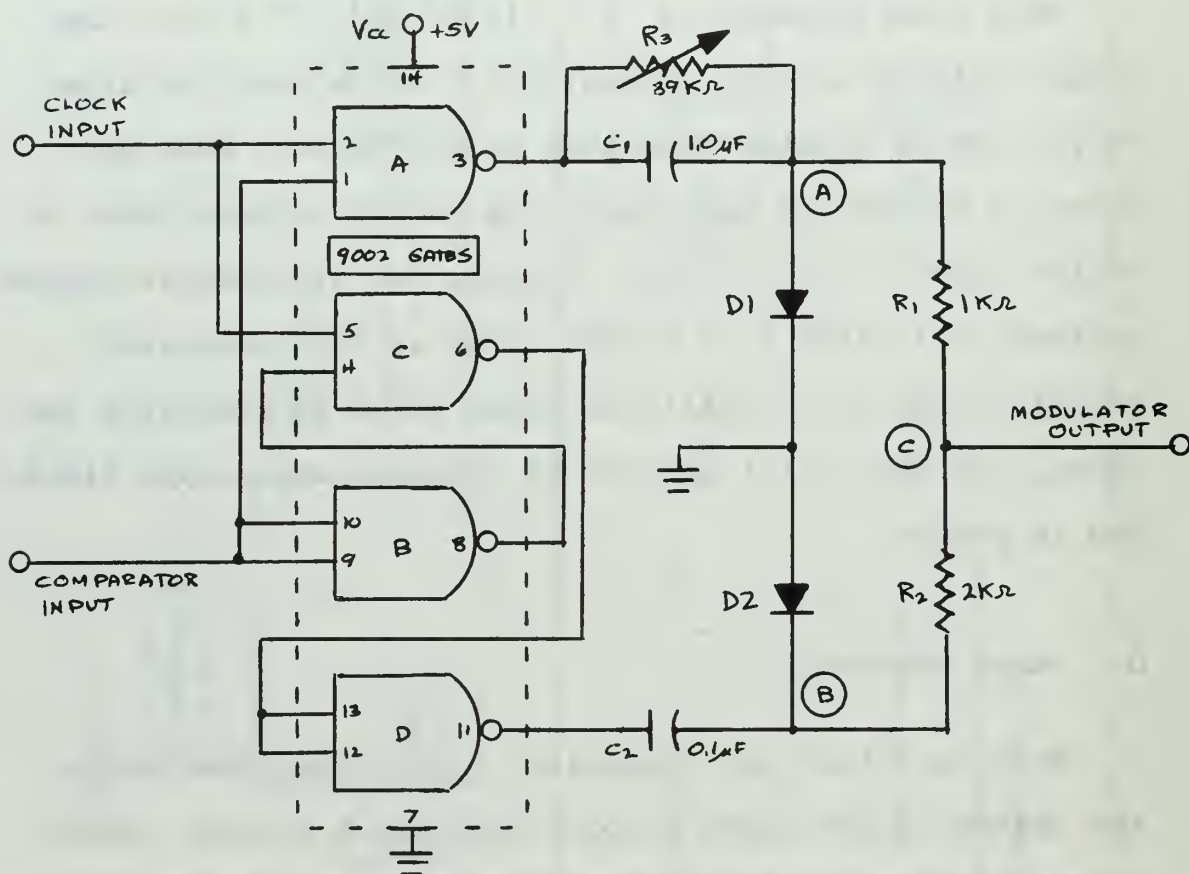 Vcc +5V
14
R3
39KΩ
CLOCK
INPUT
2
1
A
3
C1
1.0µF
A
9002 GATES
D1
R1
1KΩ
5
4
C
6
MODULATOR
OUTPUT
C
10
9
B
8
COMPARATOR
INPUT
D2
R2
2KΩ
B
13
12
D
11
C2
0.1µF
7